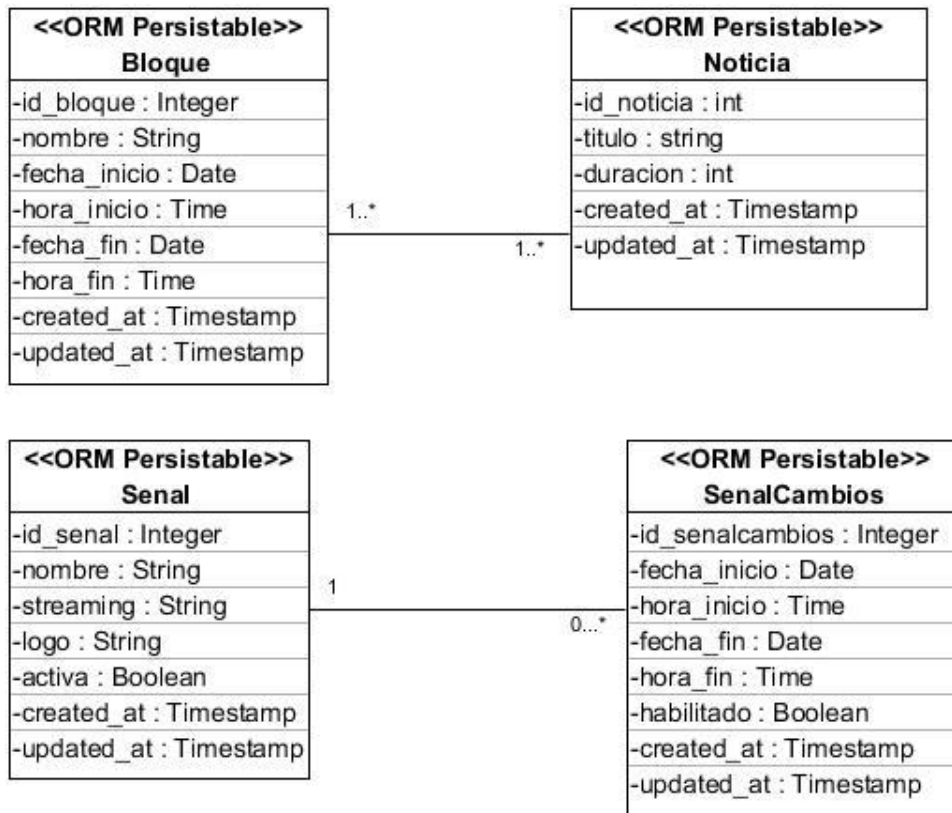 <<ORM Persistable>>
Bloque
-id_bloque : Integer
-nombre : String
-fecha_inicio : Date
-hora_inicio : Time
-fecha_fin : Date
-hora_fin : Time
-created_at : Timestamp
-updated_at : Timestamp
1..*
1..*
<<ORM Persistable>>
Noticia
-id_noticia : int
-titulo : string
-duracion : int
-created_at : Timestamp
-updated_at : Timestamp
<<ORM Persistable>>
Senal
-id_senal : Integer
-nombre : String
-streaming : String
-logo : String
-activa : Boolean
-created_at : Timestamp
-updated_at : Timestamp
1
0...*
<<ORM Persistable>>
SenalCambios
-id_senalcambios : Integer
-fecha_inicio : Date
-hora_inicio : Time
-fecha_fin : Date
-hora_fin : Time
-habilitado : Boolean
-created_at : Timestamp
-updated_at : Timestamp